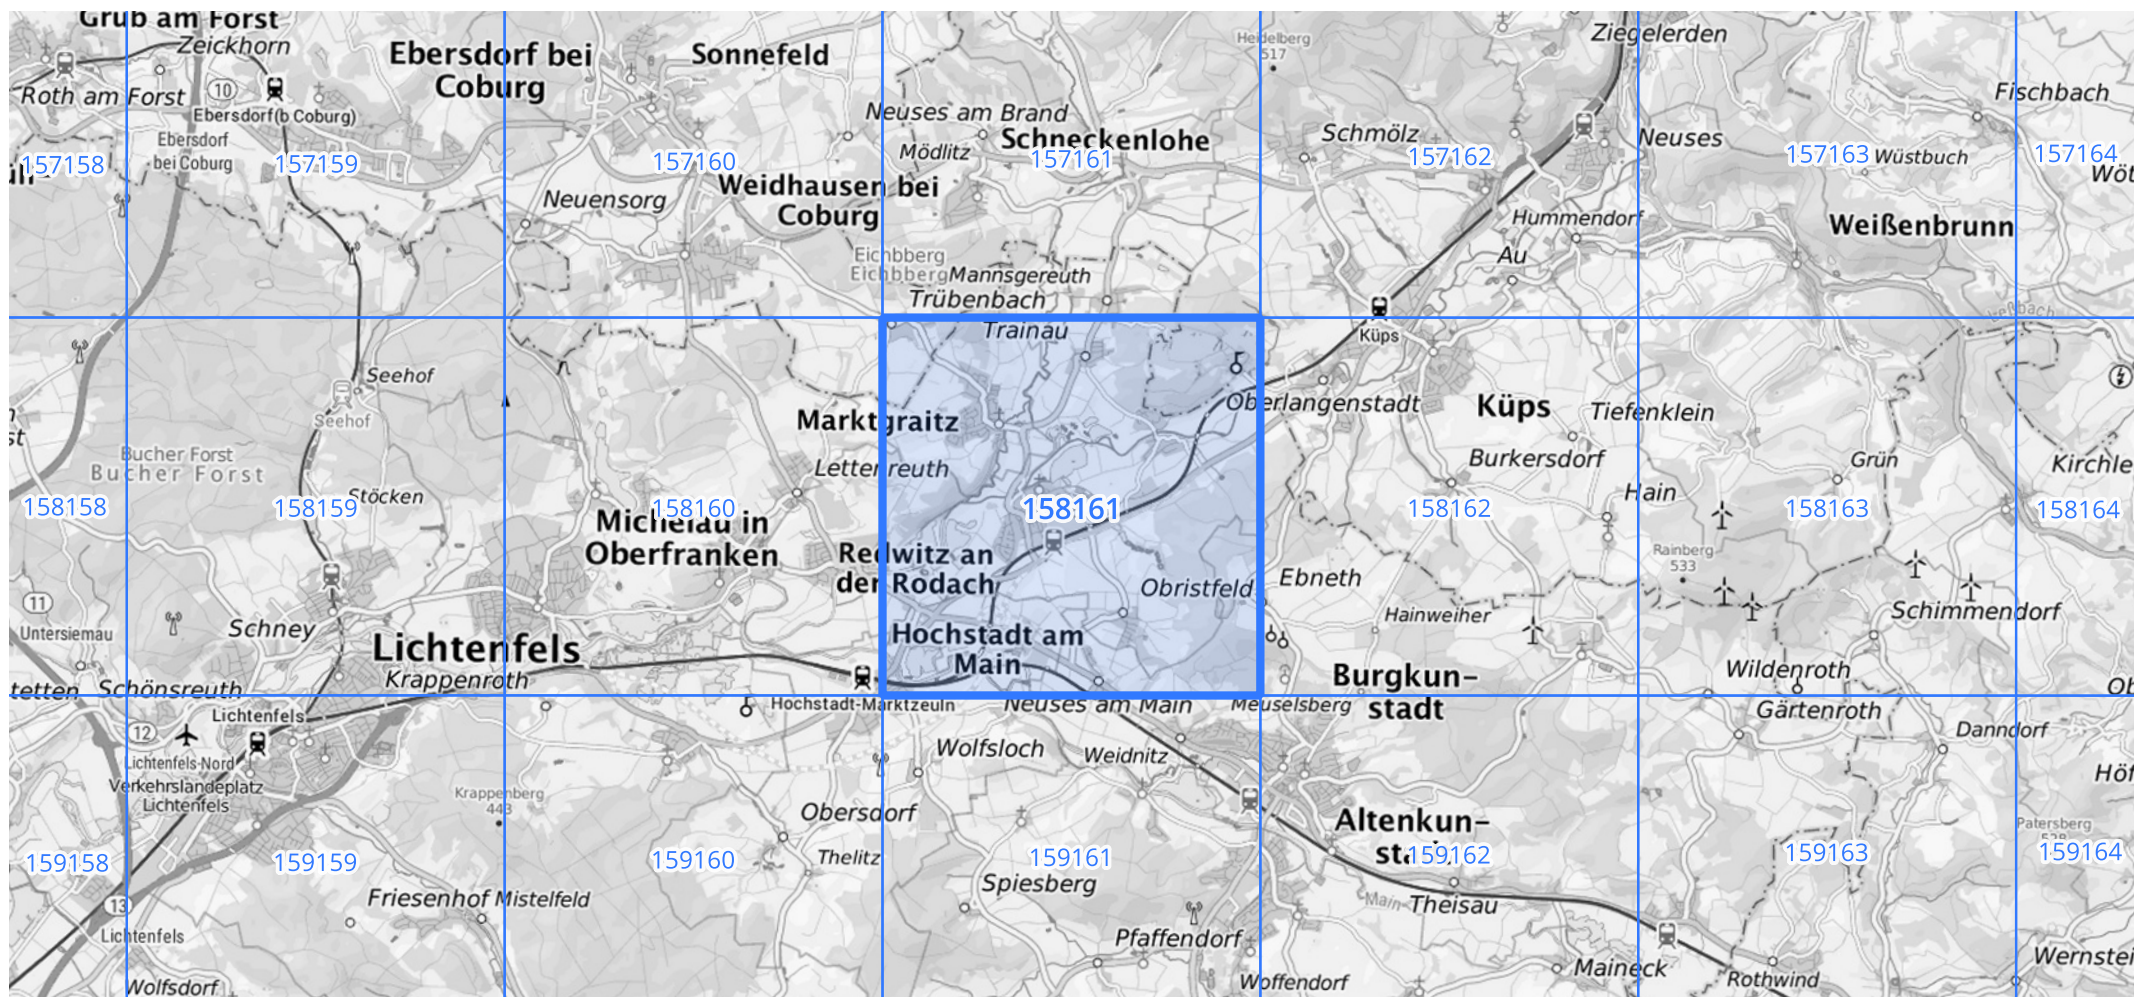 Grub am Forst
Zeickhorn
Ebersdorf bei
Coburg
Sonnefeld
Heidelberg
517
Ziegelerden
Roth am Forst
10
Ebersdorf(b Coburg)
Neuses am Brand
Fischbach
Ebersdorf
bei Coburg
Mödlitz
Schneckenlohe
Schmölz
Neuses
157158
157159
157160
157161
157162
157163
Wüstbuch
157164
Wöt
Neuensorg
Weidhausen bei
Coburg
Hummendorf
Weißenbrunn
Eichbberg
Eichbberg
Mannsgereuth
Au
Trübenbach
Trainau
Küps
Seehof
Seehof
Marktgraitz
Oberlangenstadt
Küps
Tiefenklein
Bucher Forst
Bucher Forst
Lettenreuth
Burkersdorf
Grün
Kirchle
Stöcken
Hain
158158
158159
158160
158161
158162
158163
158164
Michelau in
Oberfranken
Redwitz an
der Rodach
Rainberg
533
Ebneth
Obristfeld
11
Untersiemau
Schney
Hainweiher
Schimmendorf
Lichtenfels
Hochstadt am
Main
Krappenroth
Burgkun-
stadt
Wildenroth
tetten
Schönsreuth
Ob
Lichtenfels
Hochstadt-Marktzeuln
Neuses am Main
Meuselsberg
Gärtenroth
12
Danndorf
Lichtenfels-Nord
Wolfsloch
Weidnitz
Verkehrslandeplatz
Lichtenfels
Krappenberg
443
Höf
Obersdorf
Altenkun-
Patersberg
159158
159159
159160
Thelitz
159161
159162
159163
159164
Spiesberg
Friesenhof
Mistelfeld
13
Main
Theisau
Lichtenfels
Pfaffendorf
Wernstei
Wolfsdorf
Woffendorf
Maineck
Rothwind